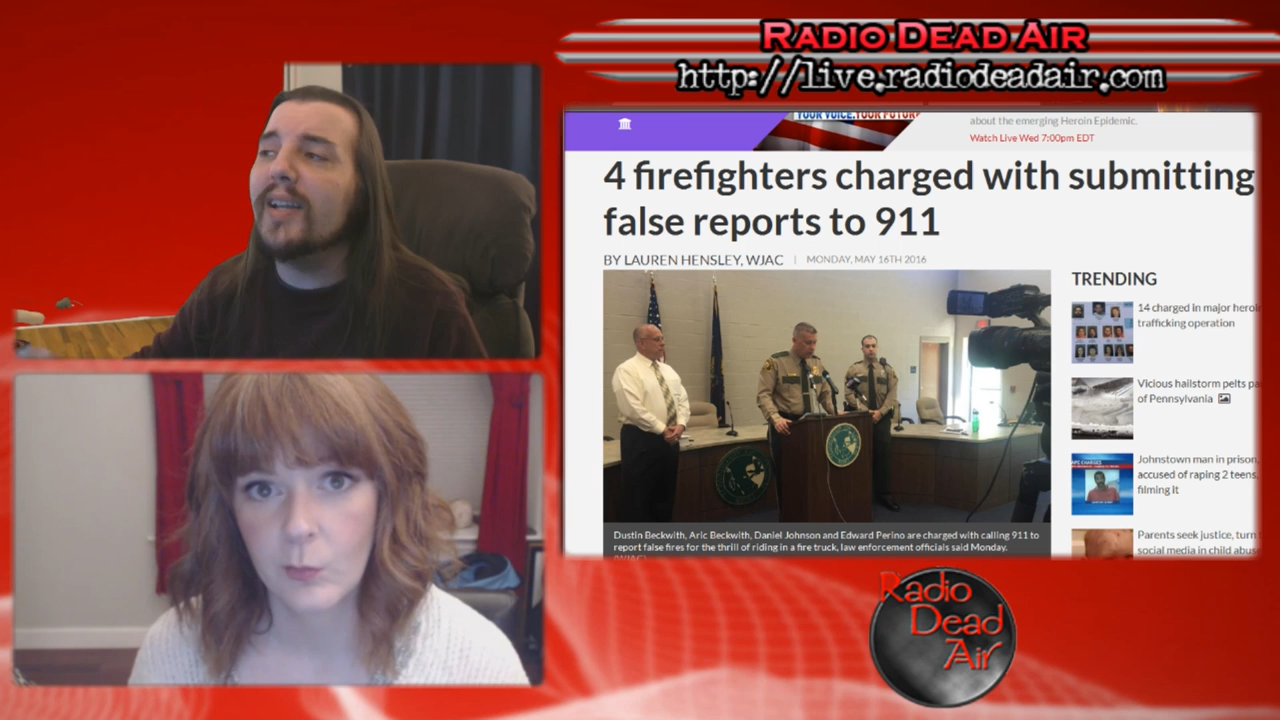 RADIO DEAD AIR
http://live.radiodeadair.com
YOUR VOICE.YOUR FUTURE
about the emerging Heroin Epidemic.
Watch Live Wed 7:00pm EDT
4 firefighters charged with submitting
false reports to 911
BY LAUREN HENSLEY, WJAC | MONDAY, MAY 16TH 2016
TRENDING
14 charged in major heroi
trafficking operation
Vicious hailstorm pelts pa
of Pennsylvania
Johnstown man in prison,
accused of raping 2 teens,
filming it
Parents seek justice, turn
social media in child abus
Dustin Beckwith, Aric Beckwith, Daniel Johnson and Edward Perino are charged with calling 911 to
report false fires for the thrill of riding in a fire truck, law enforcement officials said Monday.
(WJAC)
Radio
Dead
Air